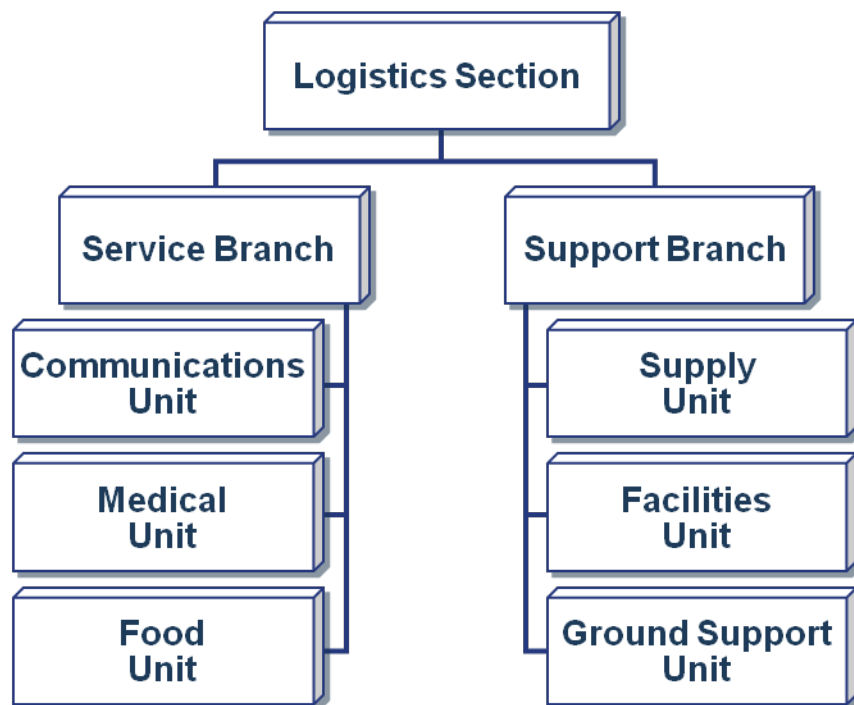 Logistics Section
Service Branch
Support Branch
Communications
Unit
Supply
Unit
Medical
Unit
Facilities
Unit
Food
Unit
Ground Support
Unit